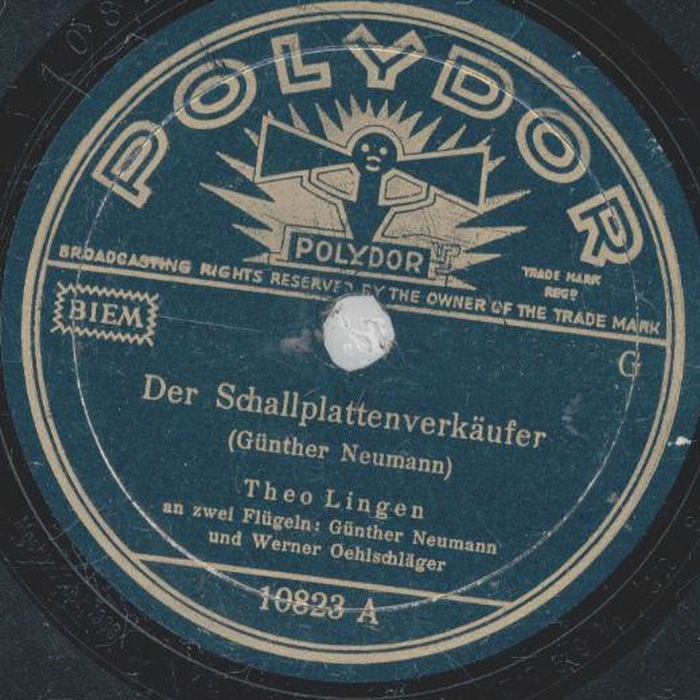 POLYDOR
POLYDOR
TRADE MARK
REGD
BROADCASTING RIGHTS RESERVED BY THE OWNER OF THE TRADE MARK
BIEM
G
Der Schallplattenverkäufer
(Günther Neumann)
Theo Lingen
an zwei Flügeln: Günther Neumann
und Werner Oehlschläger
10823 A